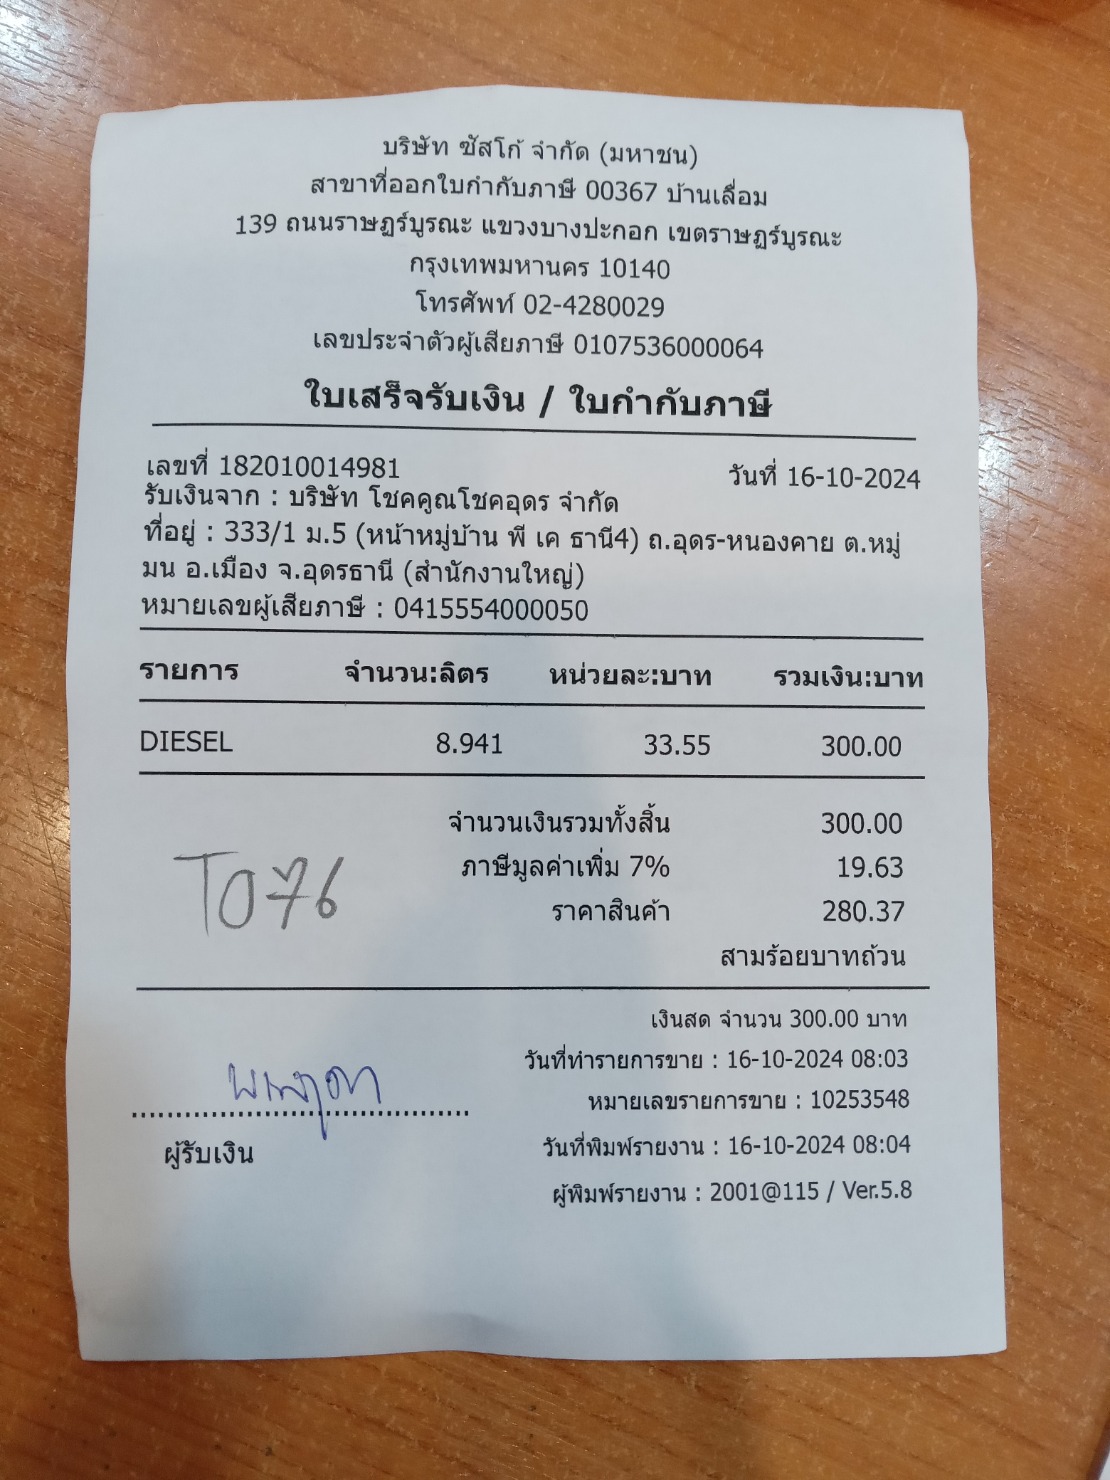 บริษัท ซัสโก้ จำกัด (มหาชน)
สาขาที่ออกใบกำกับภาษี 00367 บ้านเลื่อม
139 ถนนราษฎร์บูรณะ แขวงบางปะกอก เขตราษฎร์บูรณะ
กรุงเทพมหานคร 10140
โทรศัพท์ 02-4280029
เลขประจำตัวผู้เสียภาษี 0107536000064
ใบเสร็จรับเงิน / ใบกำกับภาษี
เลขที่ 182010014981 วันที่ 16-10-2024
รับเงินจาก : บริษัท โชคคูณโชคอุดร จำกัด
ที่อยู่ : 333/1 ม.5 (หน้าหมู่บ้าน พี เค ธานี4) ถ.อุดร-หนองคาย ต.หมู่
มน อ.เมือง จ.อุดรธานี (สำนักงานใหญ่)
หมายเลขผู้เสียภาษี : 0415554000050
รายการ จำนวน:ลิตร หน่วยละ:บาท รวมเงิน:บาท
DIESEL 8.941 33.55 300.00
จำนวนเงินรวมทั้งสิ้น 300.00
ภาษีมูลค่าเพิ่ม 7% 19.63
T076
ราคาสินค้า 280.37
สามร้อยบาทถ้วน
เงินสด จำนวน 300.00 บาท
วันที่ทำรายการขาย : 16-10-2024 08:03
หมายเลขรายการขาย : 10253548
วันที่พิมพ์รายงาน : 16-10-2024 08:04
ผู้รับเงิน
ผู้พิมพ์รายงาน : 2001@115 / Ver.5.8